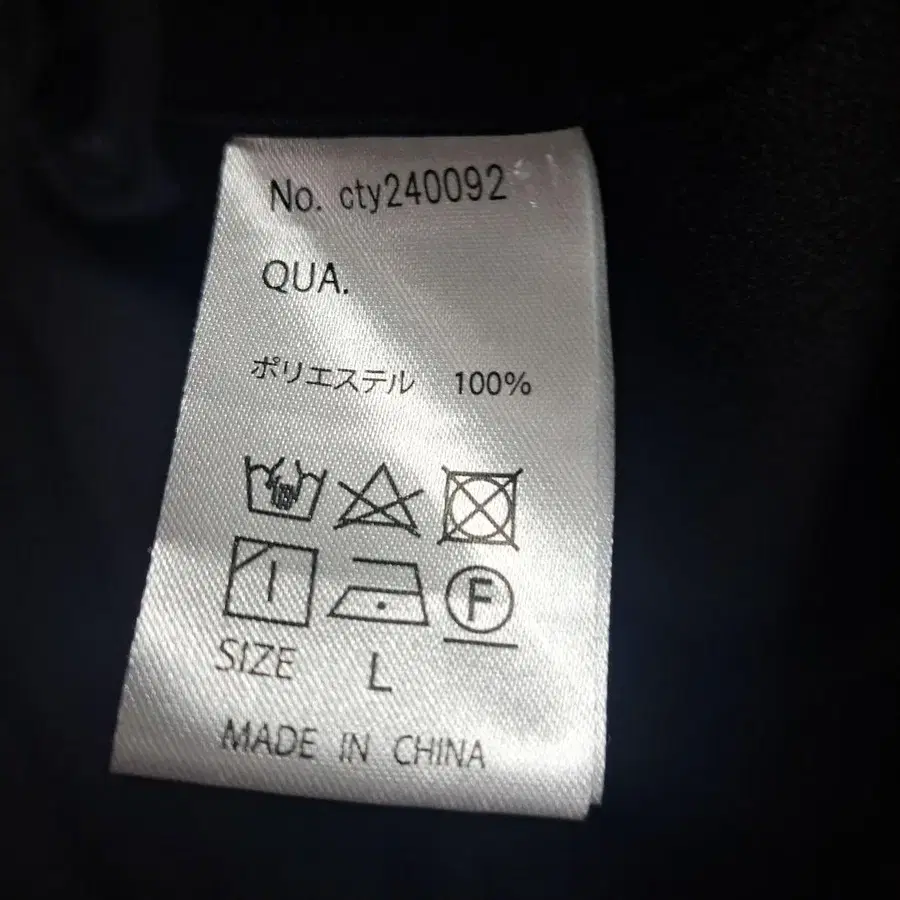 No. cty240092
QUA.
ポリエステル 100%
F
SIZE L
MADE IN CHINA